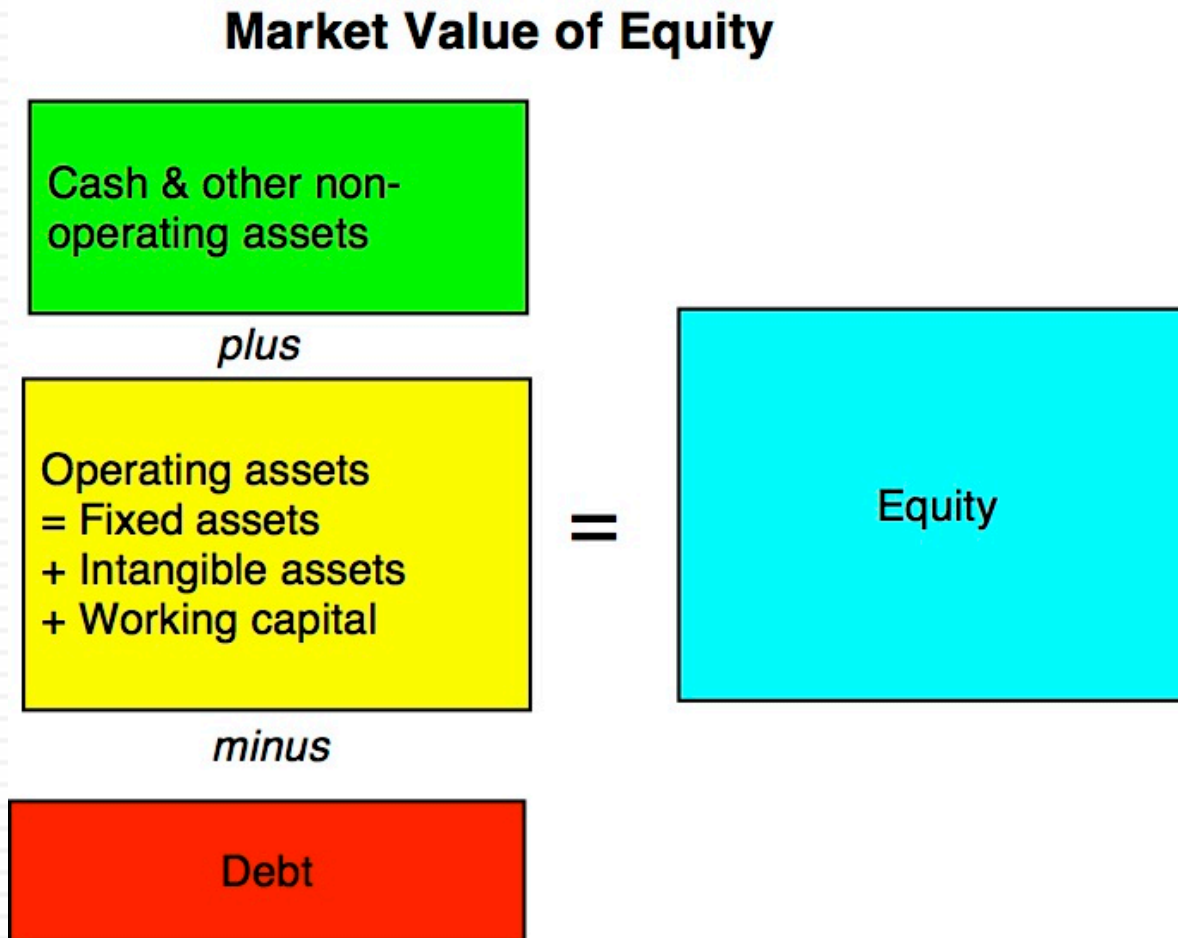 Market Value of Equity
Cash & other non-
operating assets
plus
Operating assets
= Fixed assets
+ Intangible assets
+ Working capital
=
Equity
minus
Debt